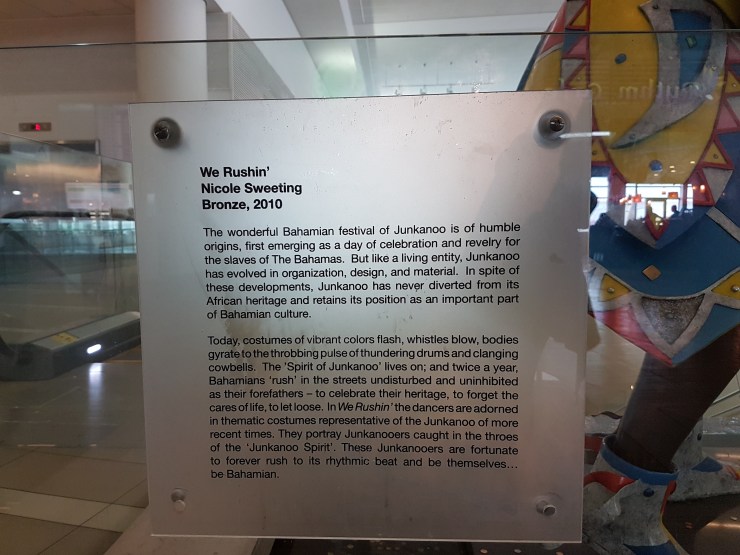 We Rushin'
Nicole Sweeting
Bronze, 2010
The wonderful Bahamian festival of Junkanoo is of humble
origins, first emerging as a day of celebration and revelry for
the slaves of The Bahamas.  But like a living entity, Junkanoo
has evolved in organization, design, and material.  In spite of
these developments, Junkanoo has never diverted from its
African heritage and retains its position as an important part
of Bahamian culture.
Today, costumes of vibrant colors flash, whistles blow, bodies
gyrate to the throbbing pulse of thundering drums and clanging
cowbells.  The 'Spirit of Junkanoo' lives on; and twice a year,
Bahamians 'rush' in the streets undisturbed and uninhibited
as their forefathers – to celebrate their heritage, to forget the
cares of life, to let loose. In We Rushin' the dancers are adorned
in thematic costumes representative of the Junkanoo of more
recent times. They portray Junkanooers caught in the throes
of the 'Junkanoo Spirit'. These Junkanooers are fortunate
to forever rush to its rhythmic beat and be themselves...
be Bahamian.